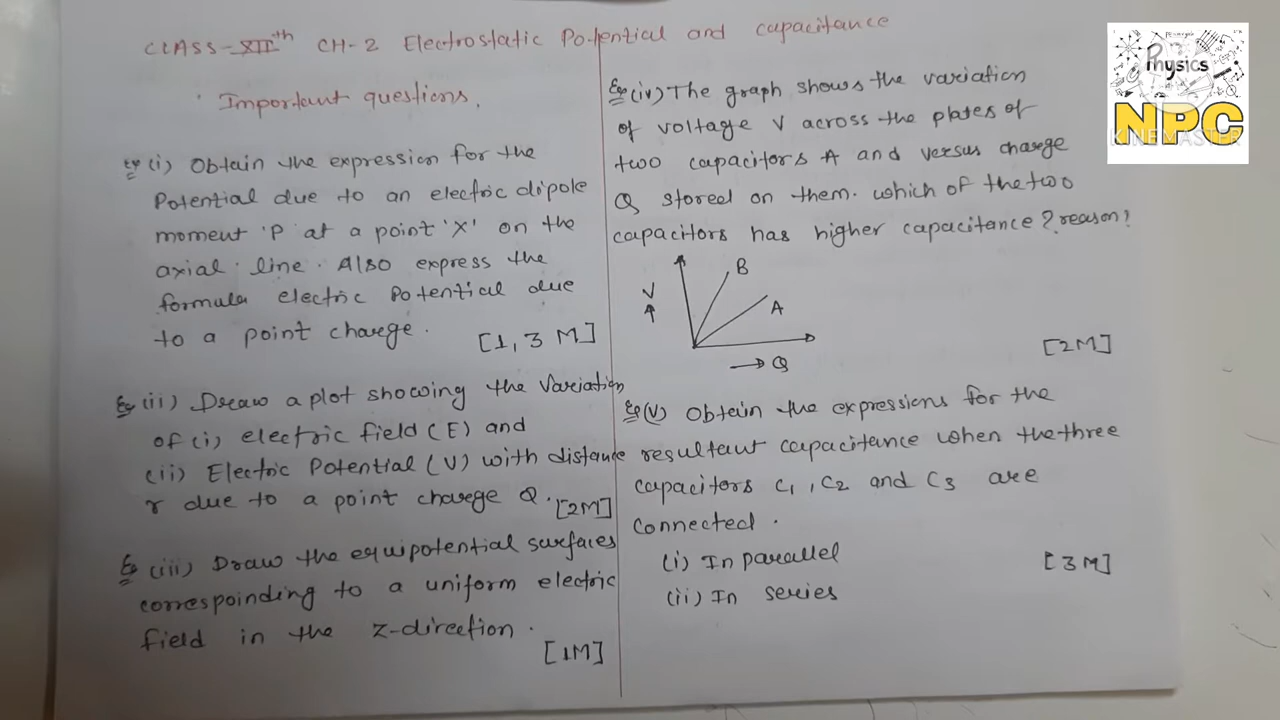 CLASS-XIIth CH-2 Electrostatic Potential and capacitance
Important questions.
(i) Obtain the expression for the
Potential due to an electric dipole
moment 'P' at a point 'X' on the
axial line. Also express the
formula electric Potential due
to a point charge. [1,3 M]
(ii) Draw a plot showing the Variation
of (i) electric field (E) and
(ii) Electric Potential (V) with distance
r due to a point charge Q. [2M]
(iii) Draw the equipotential surfaces
correspoinding to a uniform electric
field in the z-direction. [1M]
(iv) The graph shows the variation
of voltage V across the plates of
two capacitors A and versus charge
Q stored on them. which of the two
capacitors has higher capacitance? reason?
B
V
A
Q
[2M]
(v) Obtain the expressions for the
resultant capacitance when the three
capacitors C1, C2 and C3 are
connected.
(i) In parallel
[3M]
(ii) In series
Physics
NPC
KINEMASTER